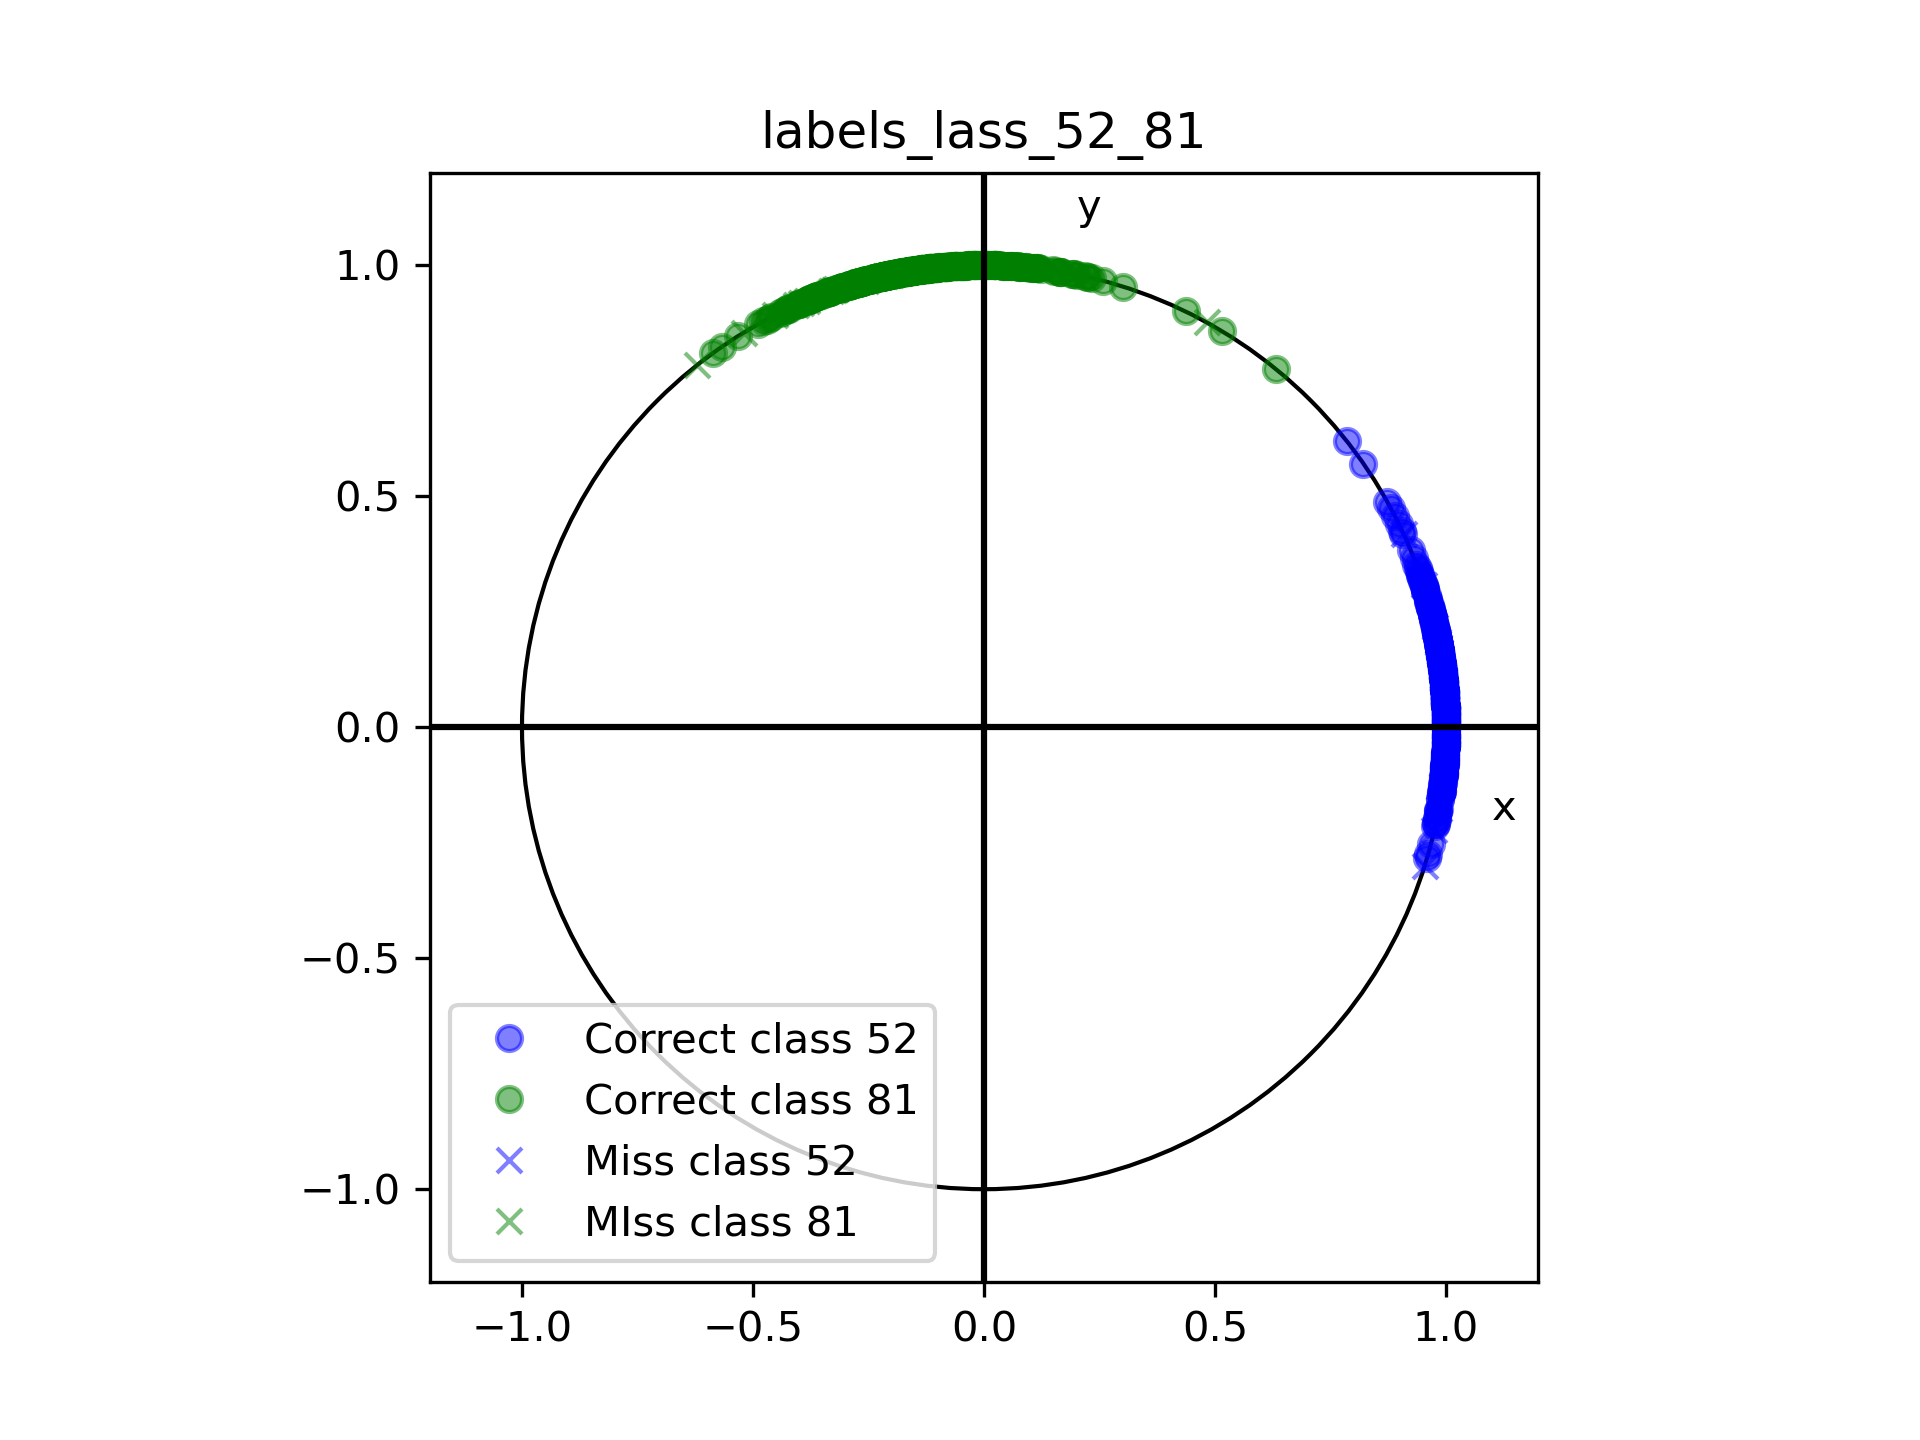 labels_lass_52_81
y
1.0
0.5
0.0
x
−0.5
−1.0
Correct class 52
Correct class 81
Miss class 52
MIss class 81
−1.0 −0.5 0.0 0.5 1.0